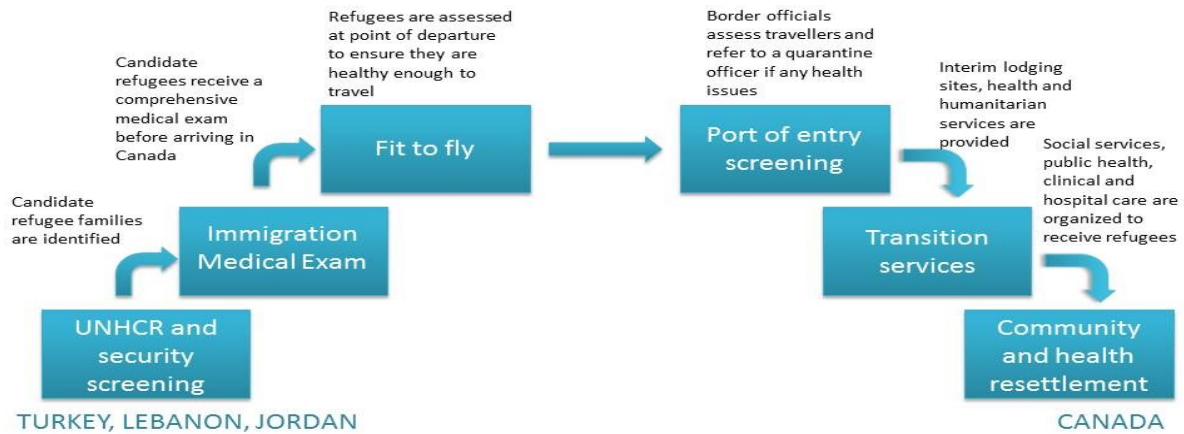 Candidate
refugee families
are identified
UNHCR and
security
screening
Candidate
refugees receive a
comprehensive
medical exam
before arriving in
Canada
Immigration
Medical Exam
Refugees are assessed
at point of departure
to ensure they are
healthy enough to
travel
Fit to fly
Border officials
assess travellers and
refer to a quarantine
officer if any health
issues
Port of entry
screening
Interim lodging
sites, health and
humanitarian
services are
provided
Transition
services
Social services,
public health,
clinical and
hospital care are
organized to
receive refugees
Community
and health
resettlement
TURKEY, LEBANON, JORDAN
CANADA